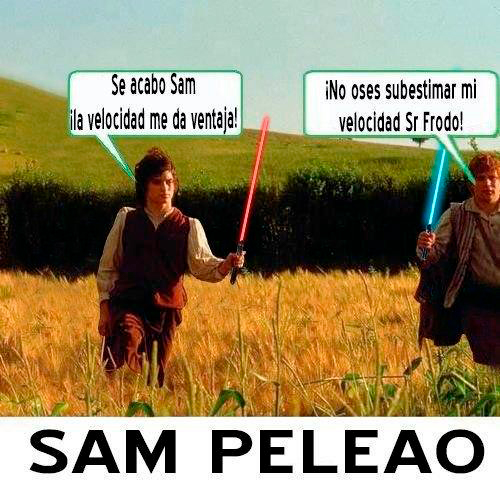 Se acabo Sam
¡la velocidad me da ventaja!
¡No oses subestimar mi
velocidad Sr Frodo!
SAM PELEAO